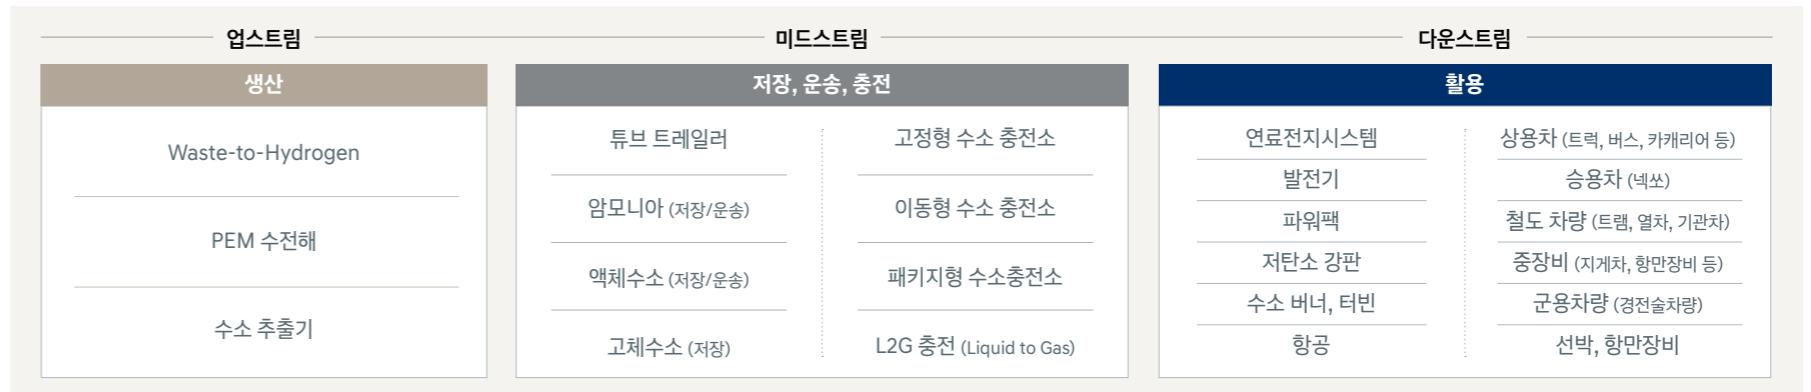 업스트림
생산
Waste-to-Hydrogen
PEM 수전해
수소 추출기
미드스트림
저장, 운송, 충전
튜브 트레일러
암모니아 (저장/운송)
액체수소 (저장/운송)
고체수소 (저장)
고정형 수소 충전소
이동형 수소 충전소
패키지형 수소충전소
L2G 충전 (Liquid to Gas)
다운스트림
활용
연료전지시스템
발전기
파워팩
저탄소 강판
수소 버너, 터빈
항공
상용차 (트럭, 버스, 카캐리어 등)
승용차 (넥쏘)
철도 차량 (트램, 열차, 기관차)
중장비 (지게차, 항만장비 등)
군용차량 (경전술차량)
선박, 항만장비